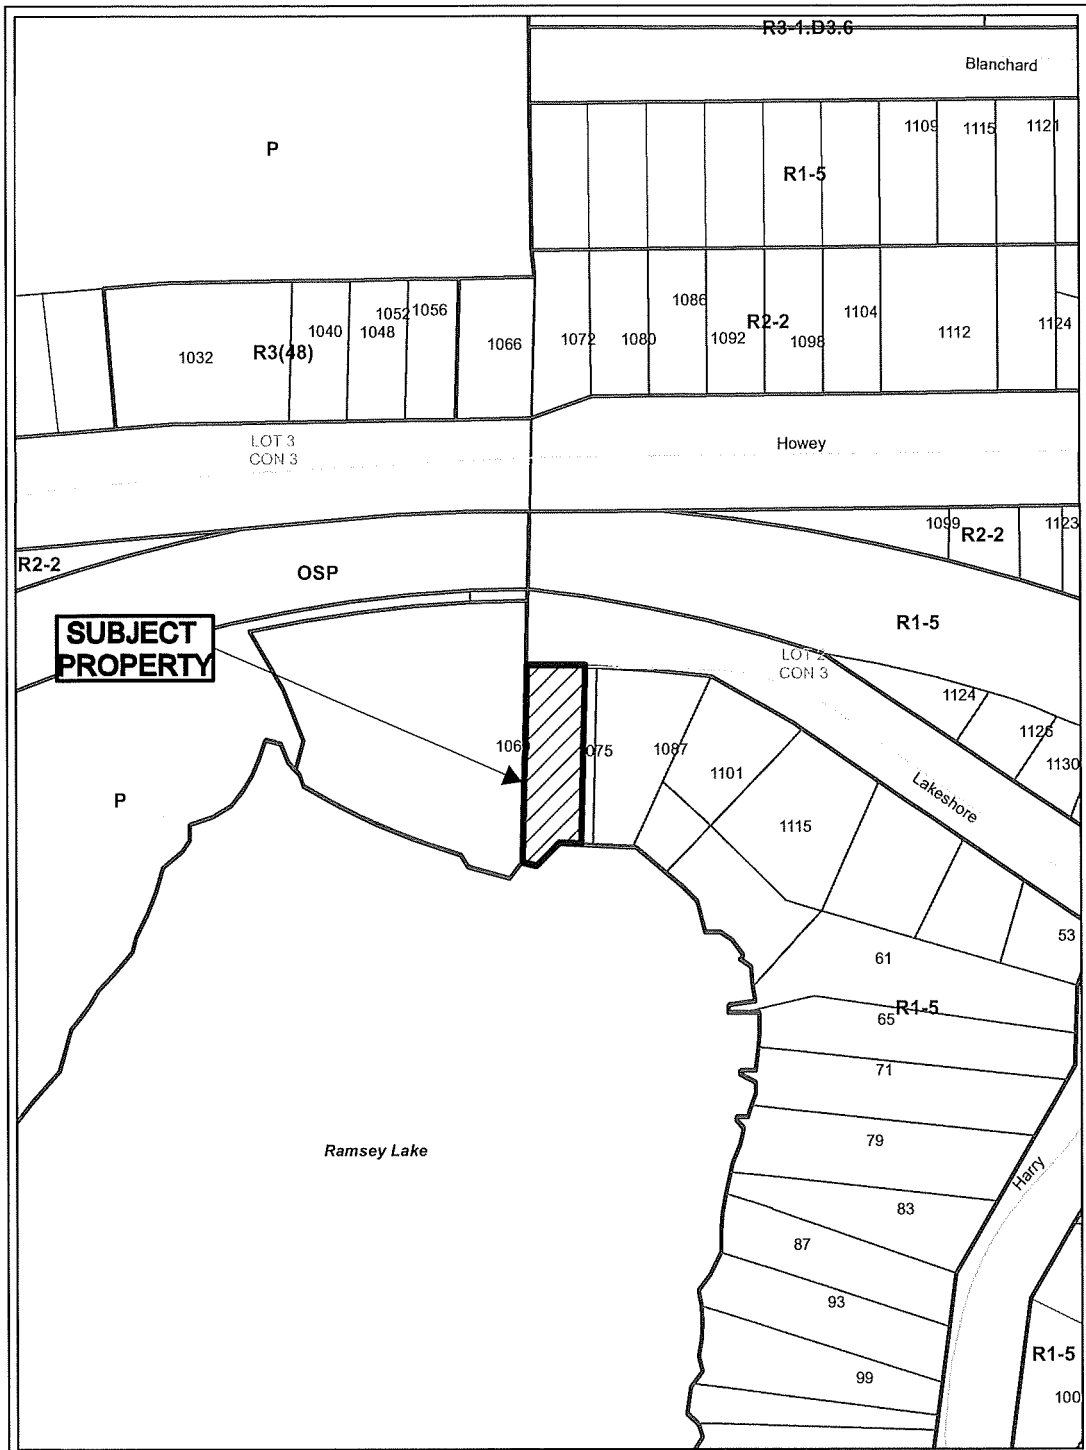 R3-1.D3.6
Blanchard
P
1109
1115
1121
R1-5
1086
1052
1056
1104
R2-2
1124
1040
1048
1066
1072
1080
1092
1098
1112
1032
R3(48)
LOT 3
CON 3
Howey
1099
R2-2
1123
R2-2
OSP
R1-5
SUBJECT
PROPERTY
LOT 2
CON 3
1124
1126
1130
075
1087
1101
Lakeshore
P
1115
53
61
R1-5
65
71
79
Ramsey Lake
Harry
83
87
93
R1-5
99
100